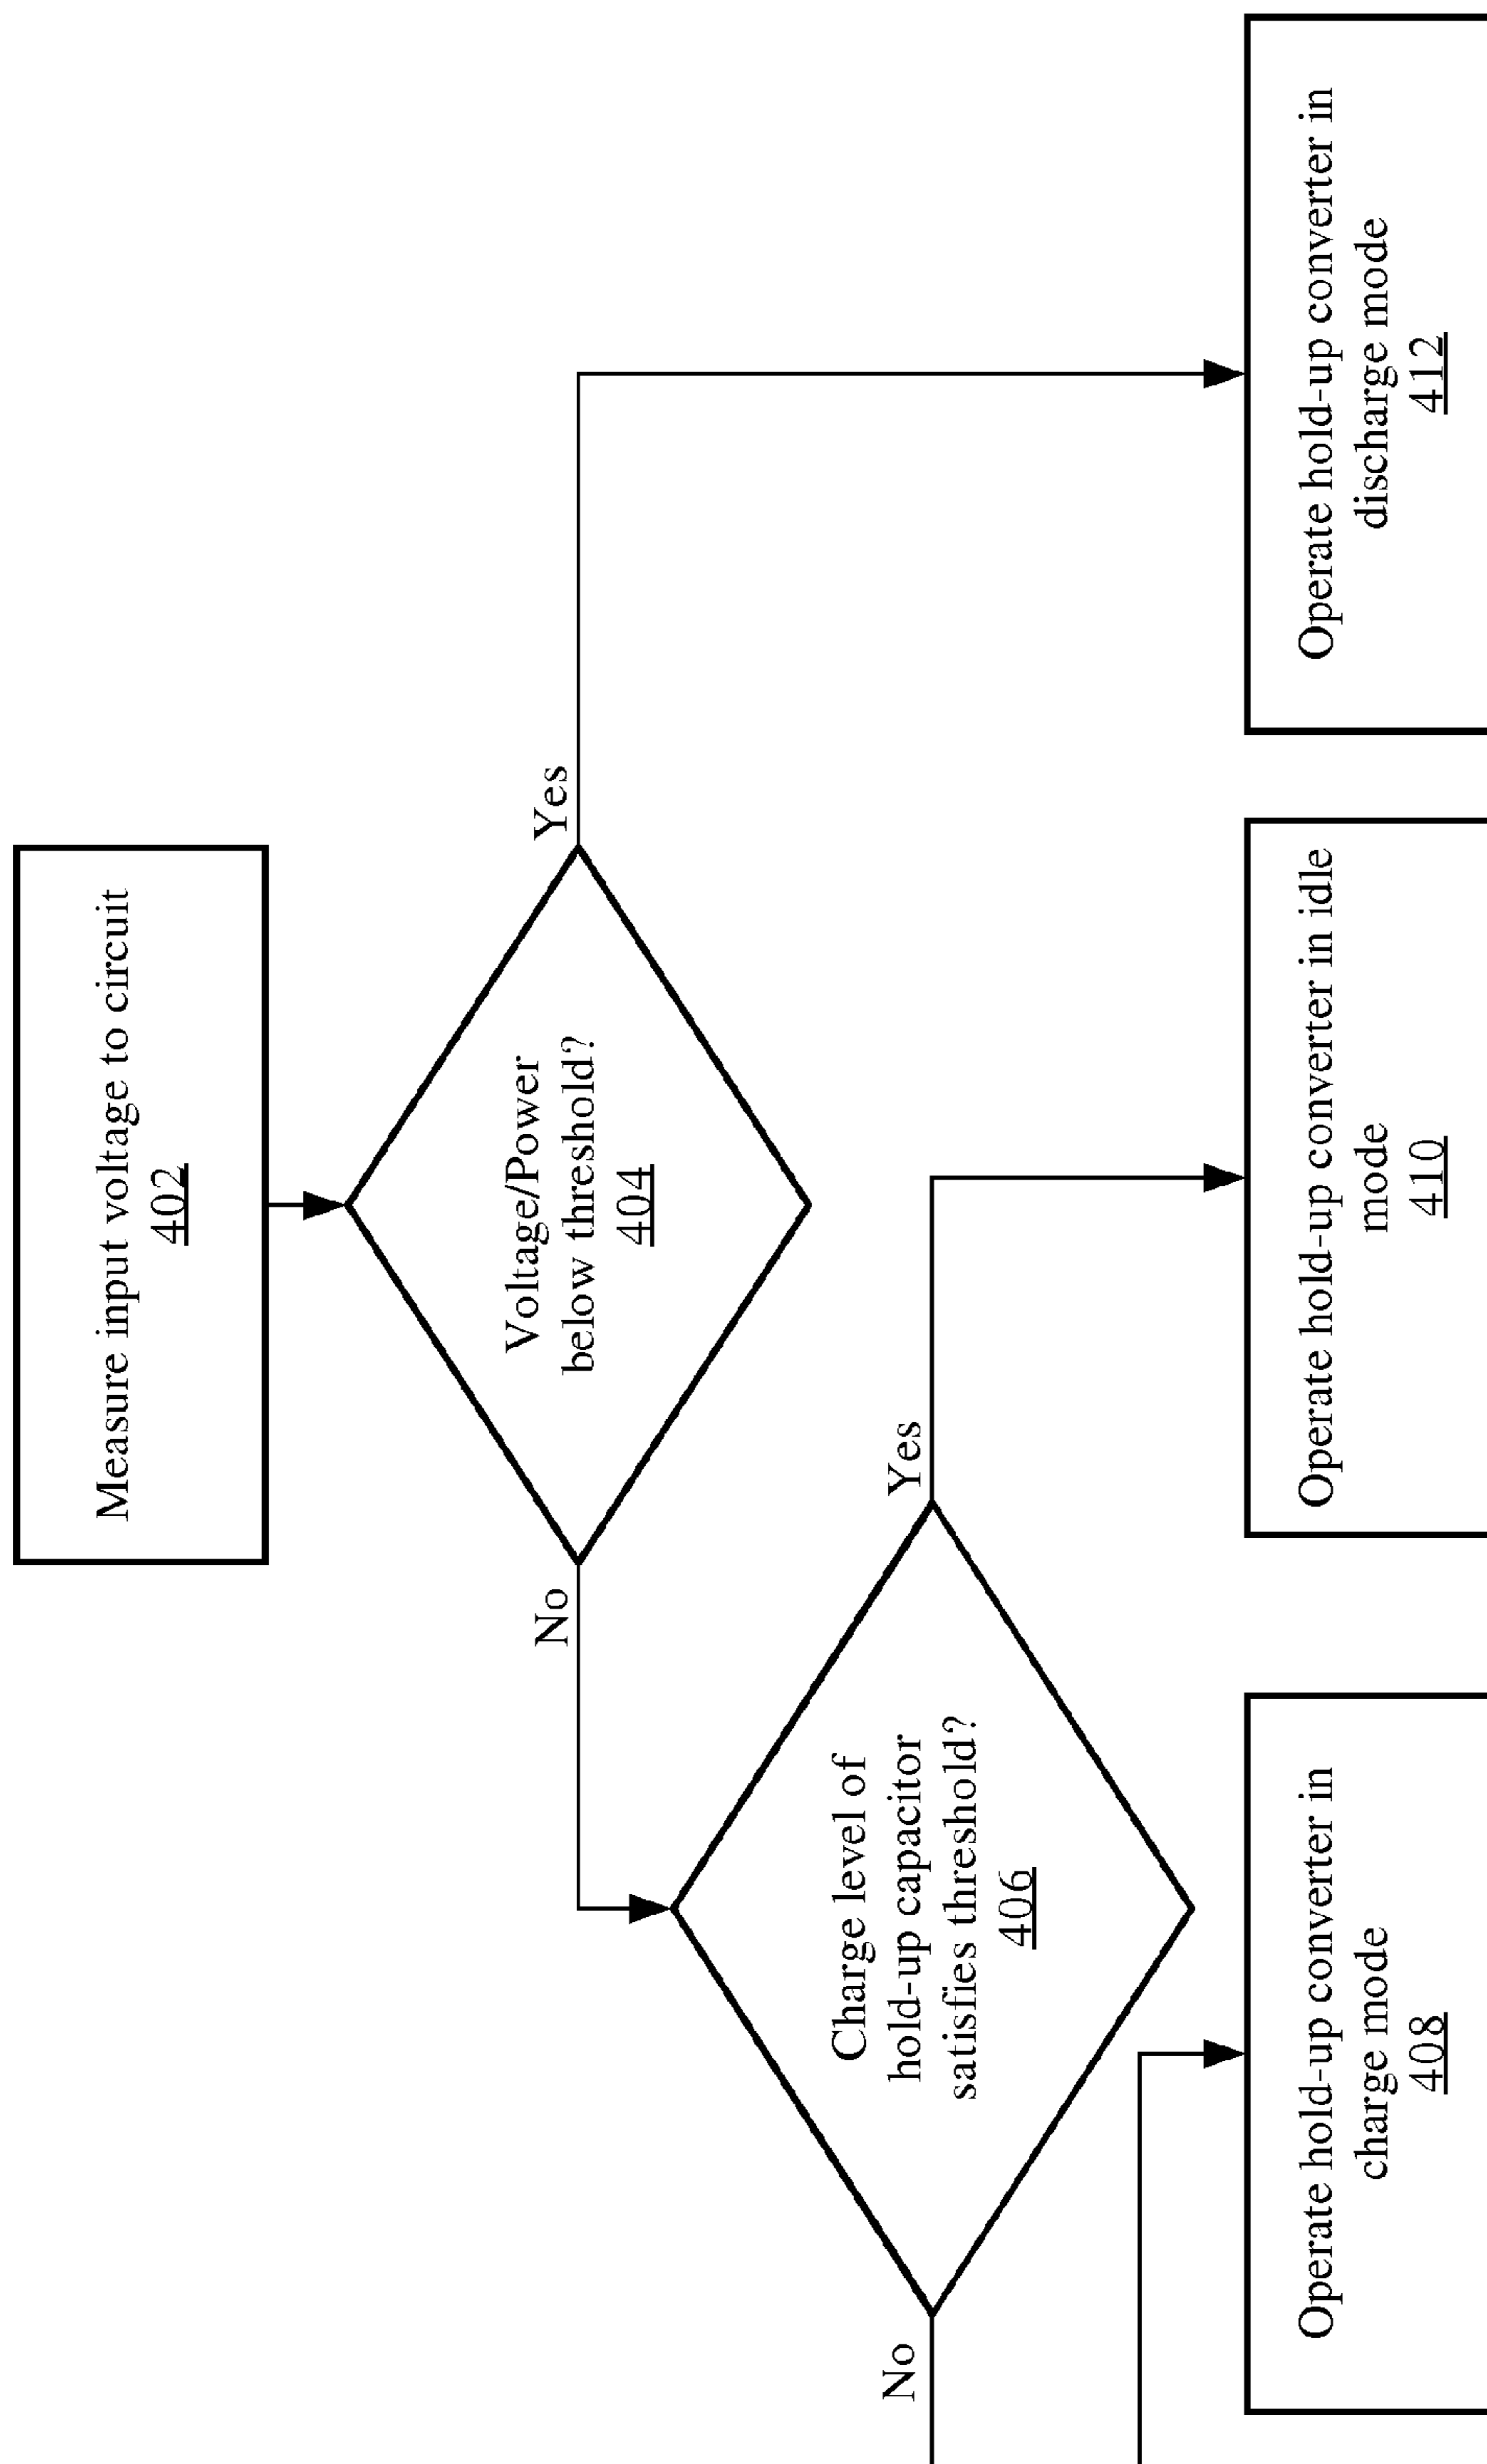 Measure input voltage to circuit
402
Voltage/Power
below threshold?
404
Yes
No
Charge level of
hold-up capacitor
satisfies threshold?
406
Yes
No
Operate hold-up converter in
charge mode
408
Operate hold-up converter in idle
mode
410
Operate hold-up converter in
discharge mode
412